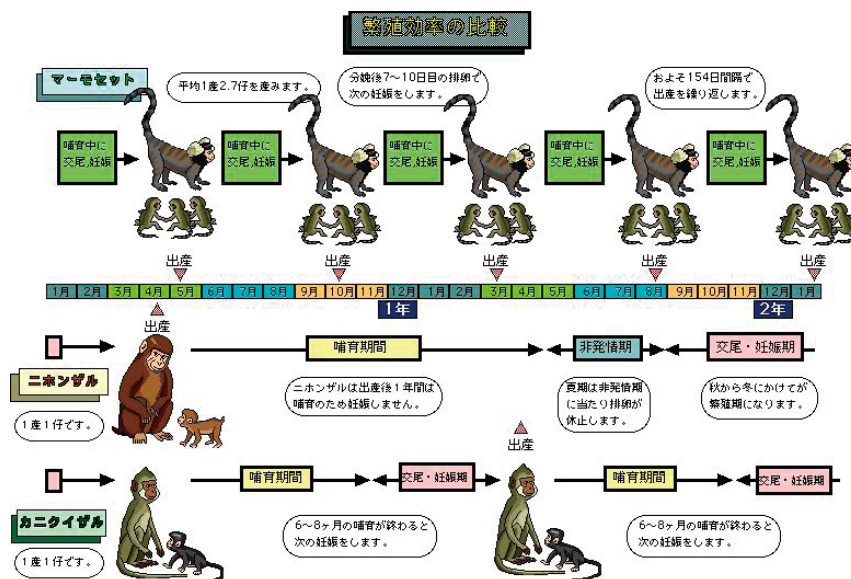 繁殖効率の比較
マーモセット
平均1産2.7仔を産みます。
分娩後7〜10日目の排卵で
次の妊娠をします。
およそ154日間隔で
出産を繰り返します。
哺育中に
交尾,妊娠
哺育中に
交尾,妊娠
哺育中に
交尾,妊娠
哺育中に
交尾,妊娠
哺育中に
交尾,妊娠
出産
出産
出産
出産
出産
1月 2月 3月 4月 5月 6月 7月 8月 9月 10月 11月 12月 1月 2月 3月 4月 5月 6月 7月 8月 9月 10月 11月 12月 1月
1年
2年
出産
哺育期間
非発情期
交尾・妊娠期
ニホンザル
1産1仔です。
ニホンザルは出産後1年間は
哺育のため妊娠しません。
夏期は非発情期
に当たり排卵が
休止します。
秋から冬にかけてが
繁殖期になります。
出産
哺育期間
交尾・妊娠期
哺育期間
交尾・妊娠期
カニクイザル
1産1仔です。
6〜8ヶ月の哺育が終わると
次の妊娠をします。
6〜8ヶ月の哺育が終わると
次の妊娠をします。